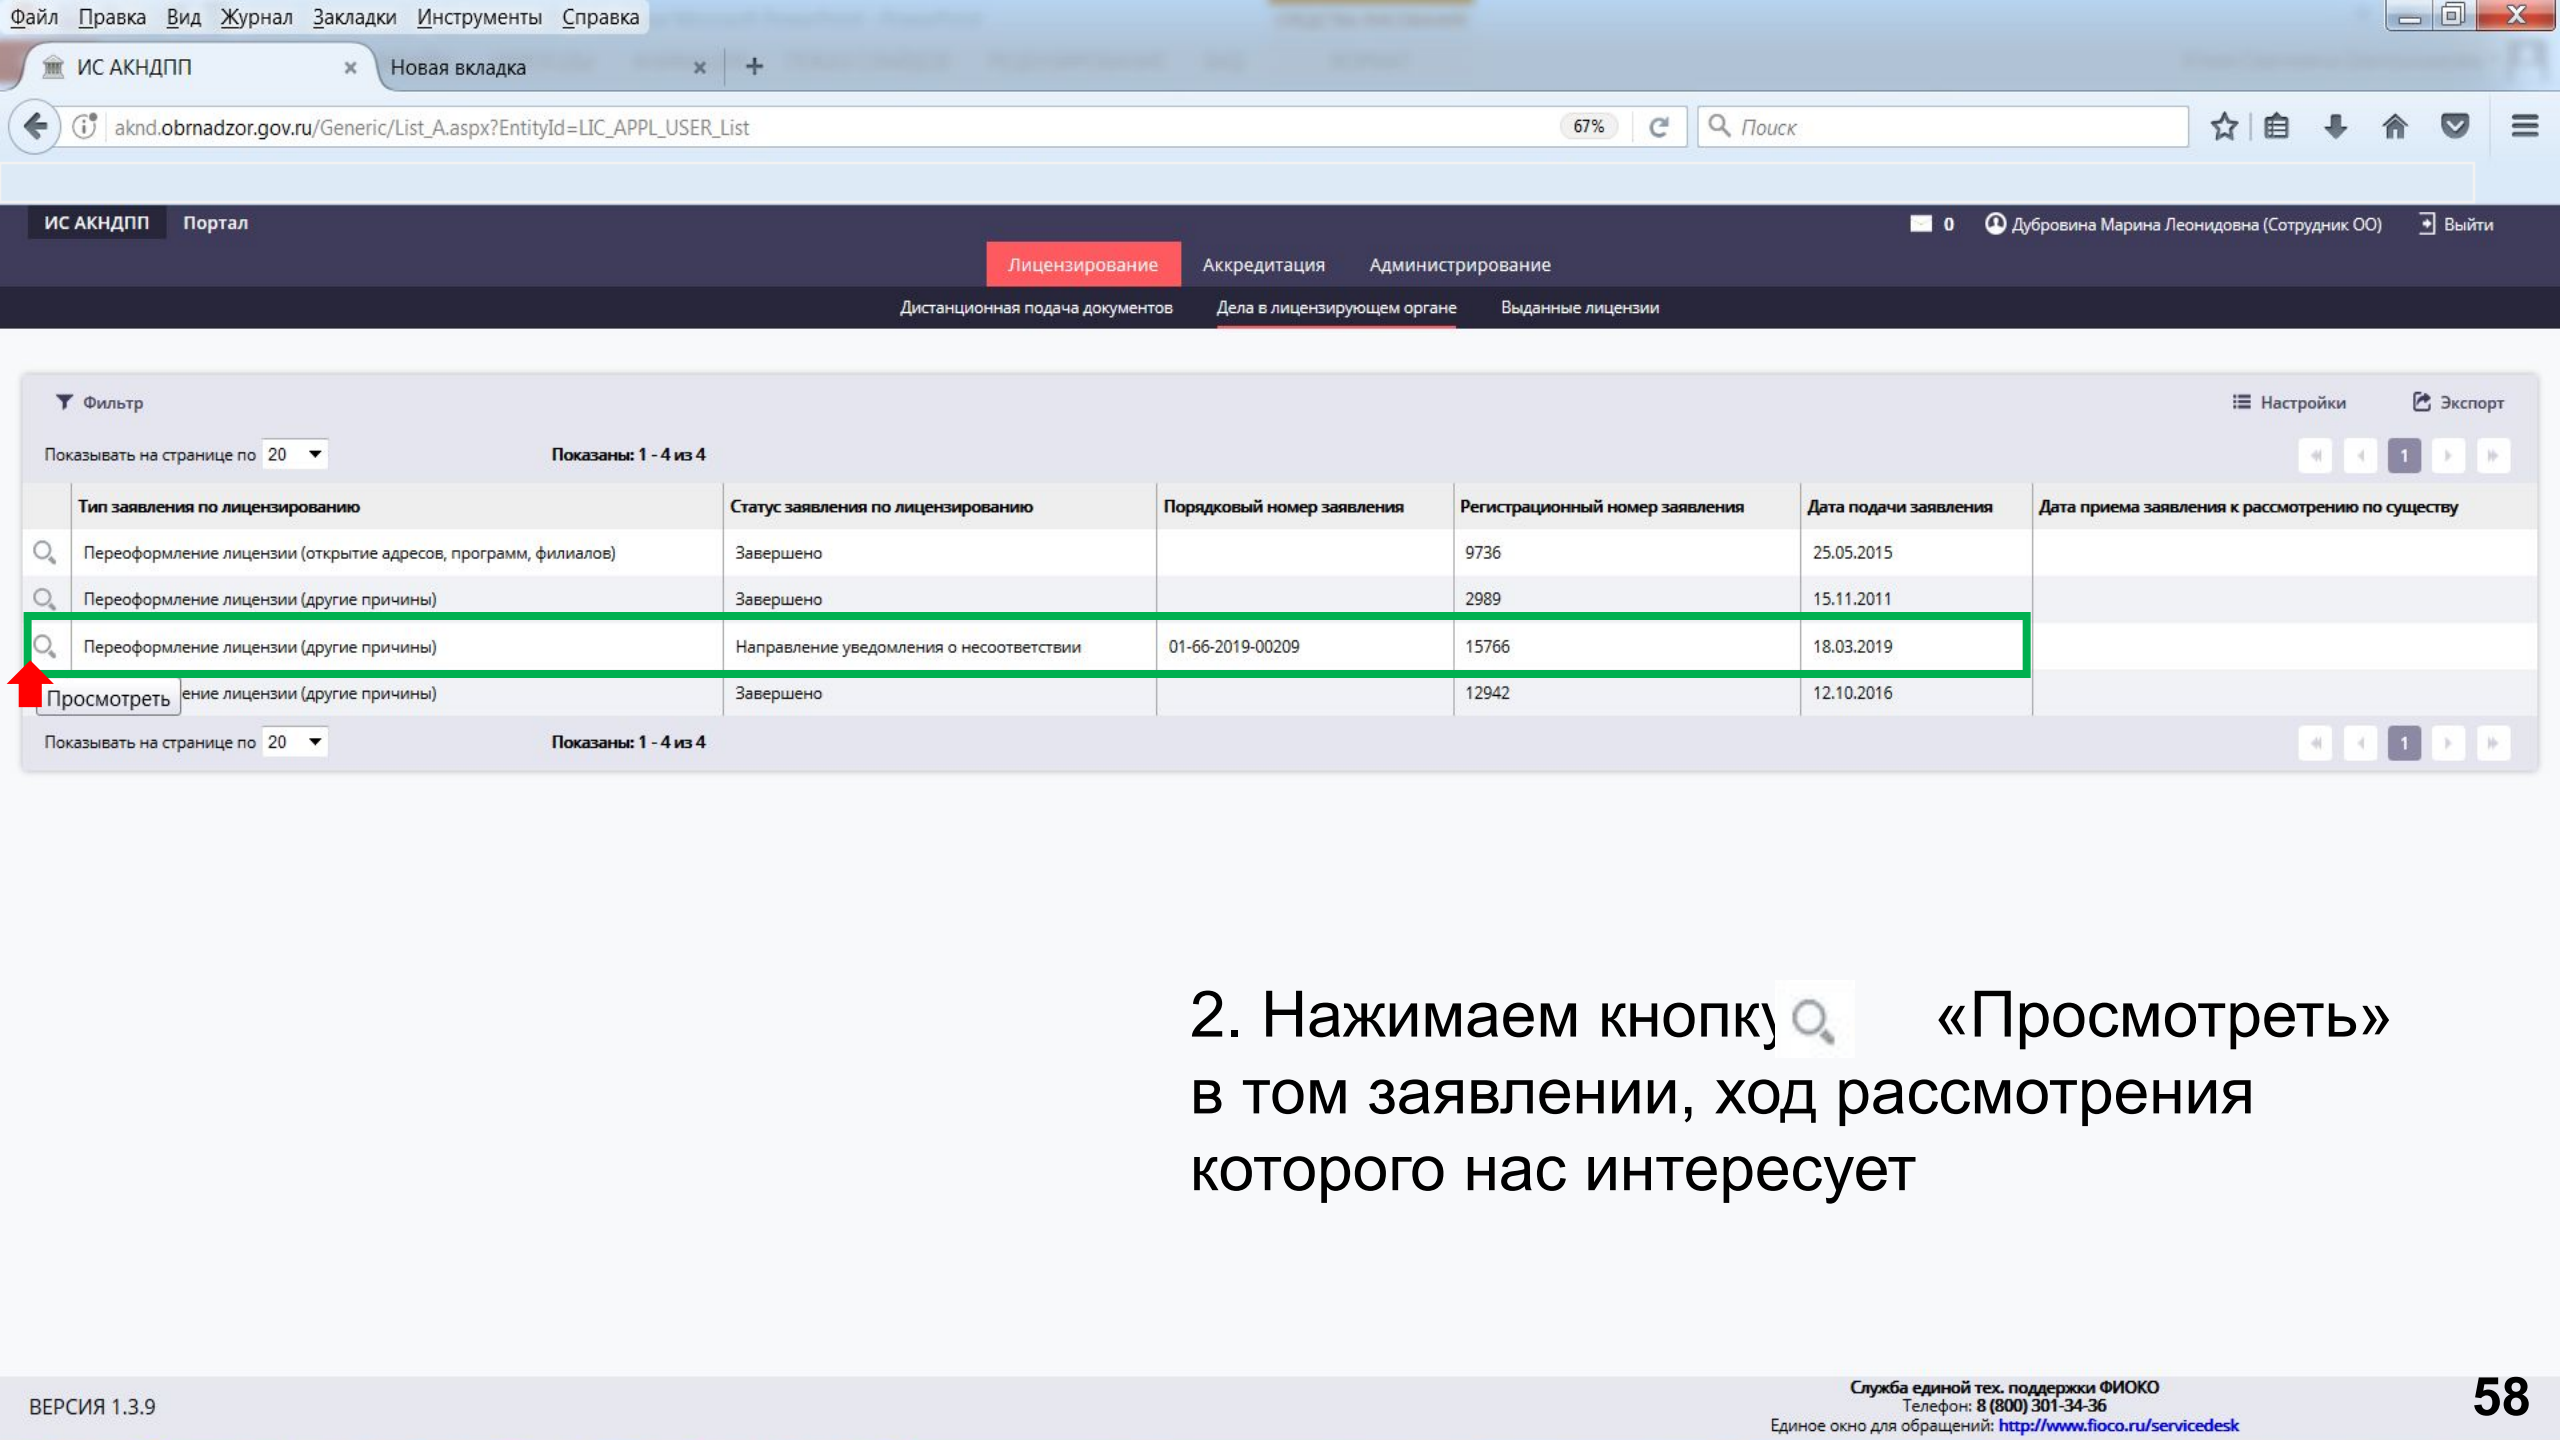 Файл Правка Вид Журнал Закладки Инструменты Справка
ИС АКНДПП Новая вкладка
aknd.obrnadzor.gov.ru/Generic/List_A.aspx?EntityId=LIC_APPL_USER_List 67% Поиск
ИС АКНДПП Портал 0 Дубровина Марина Леонидовна (Сотрудник ОО) Выйти
Лицензирование Аккредитация Администрирование
Дистанционная подача документов Дела в лицензирующем органе Выданные лицензии
Фильтр Настройки Экспорт
Показывать на странице по 20 Показаны: 1 - 4 из 4 1
Тип заявления по лицензированию Статус заявления по лицензированию Порядковый номер заявления Регистрационный номер заявления Дата подачи заявления Дата приема заявления к рассмотрению по существу
Переоформление лицензии (открытие адресов, программ, филиалов) Завершено 9736 25.05.2015
Переоформление лицензии (другие причины) Завершено 2989 15.11.2011
Переоформление лицензии (другие причины) Направление уведомления о несоответствии 01-66-2019-00209 15766 18.03.2019
Просмотреть ение лицензии (другие причины) Завершено 12942 12.10.2016
Показывать на странице по 20 Показаны: 1 - 4 из 4 1
2. Нажимаем кнопку «Просмотреть»
в том заявлении, ход рассмотрения
которого нас интересует
ВЕРСИЯ 1.3.9
Служба единой тех. поддержки ФИОКО
Телефон: 8 (800) 301-34-36
Единое окно для обращений: http://www.fioco.ru/servicedesk
58